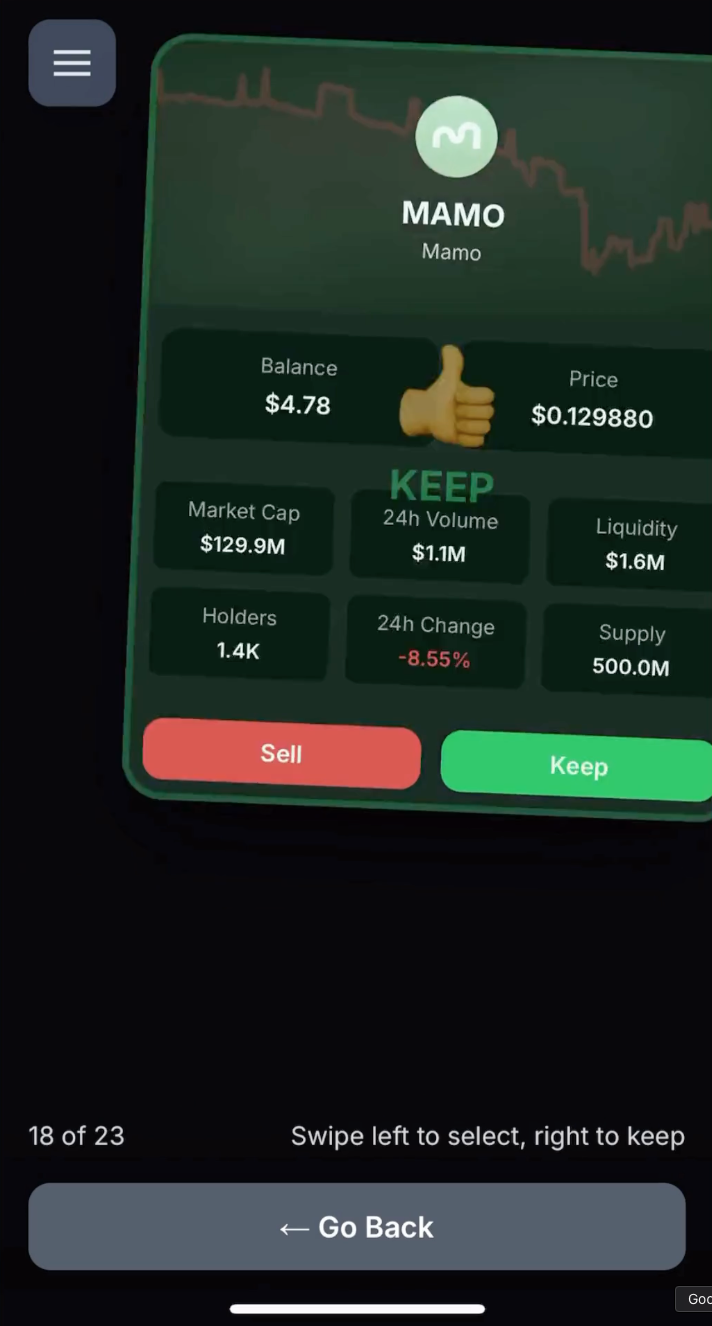 MAMO
Mamo
Balance
$4.78
Price
$0.129880
KEEP
Market Cap
$129.9M
24h Volume
$1.1M
Liquidity
$1.6M
Holders
1.4K
24h Change
-8.55%
Supply
500.0M
Sell
Keep
18 of 23
Swipe left to select, right to keep
← Go Back